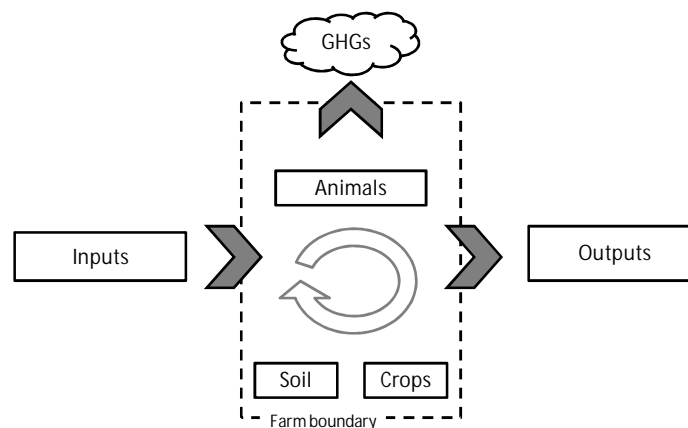 GHGs
Animals
Inputs
Outputs
Soil
Crops
Farm boundary